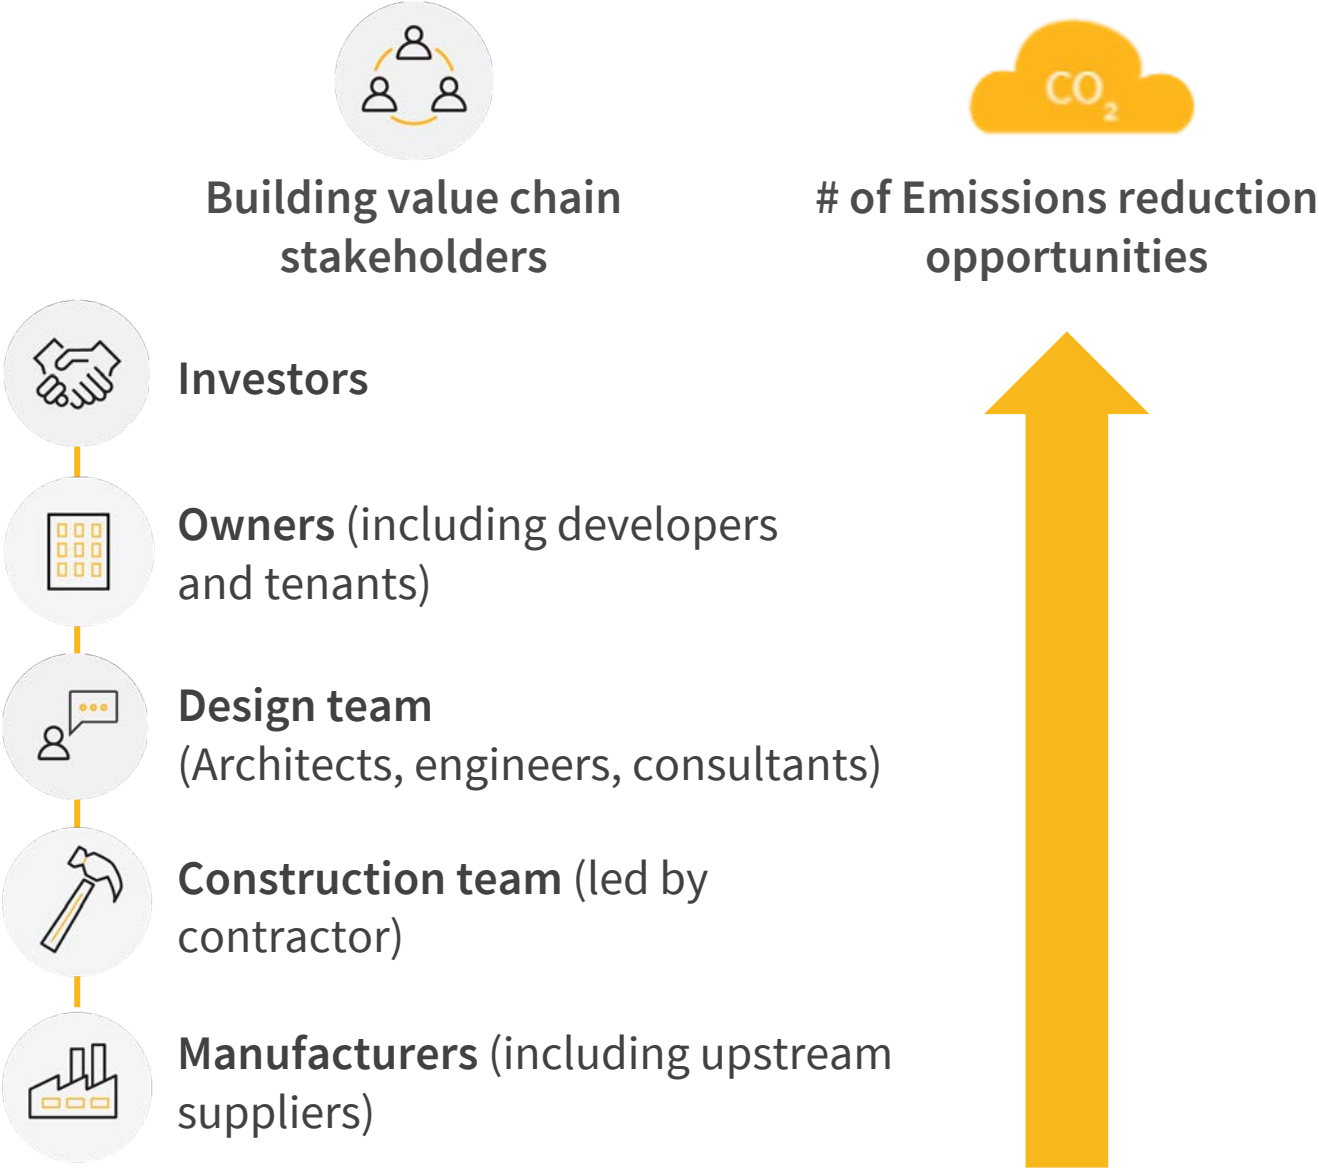 CO₂
Building value chain
stakeholders
# of Emissions reduction
opportunities
Investors
Owners (including developers
and tenants)
Design team
(Architects, engineers, consultants)
Construction team (led by
contractor)
Manufacturers (including upstream
suppliers)